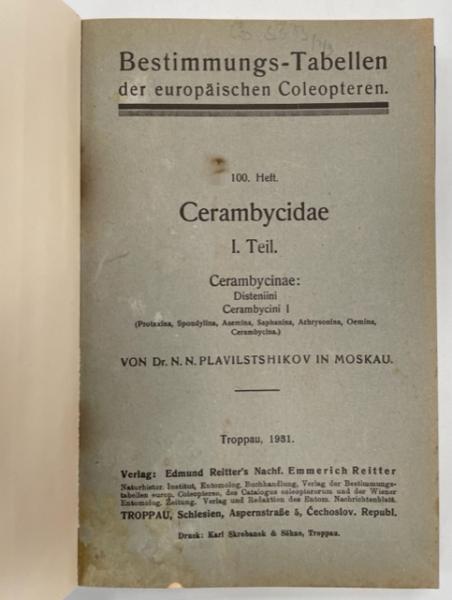 Bestimmungs-Tabellen
der europäischen Coleopteren.
100. Heft.
Cerambycidae
I. Teil.
Cerambycinae:
Disteniini
Cerambycini I
(Protaxina, Spondylina, Asemina, Saphanina, Achrysonina, Oemina,
Cerambycina.)
VON Dr. N. N. PLAVILSTSHIKOV IN MOSKAU.
Troppau, 1931.
Verlag: Edmund Reitter's Nachf. Emmerich Reitter
Naturhistor. Institut, Entomolog. Buchhandlung, Verlag der Bestimmungs-
tabellen europ. Coleopteren, des Catalogus coleopterorum und der Wiener
Entomolog. Zeitung. Verlag und Redaktion des Entom. Nachrichtenblatt.
TROPPAU, Schlesien, Aspernstraße 5, Čechoslov. Republ.
Druck: Karl Skrobanek & Söhne, Troppau.